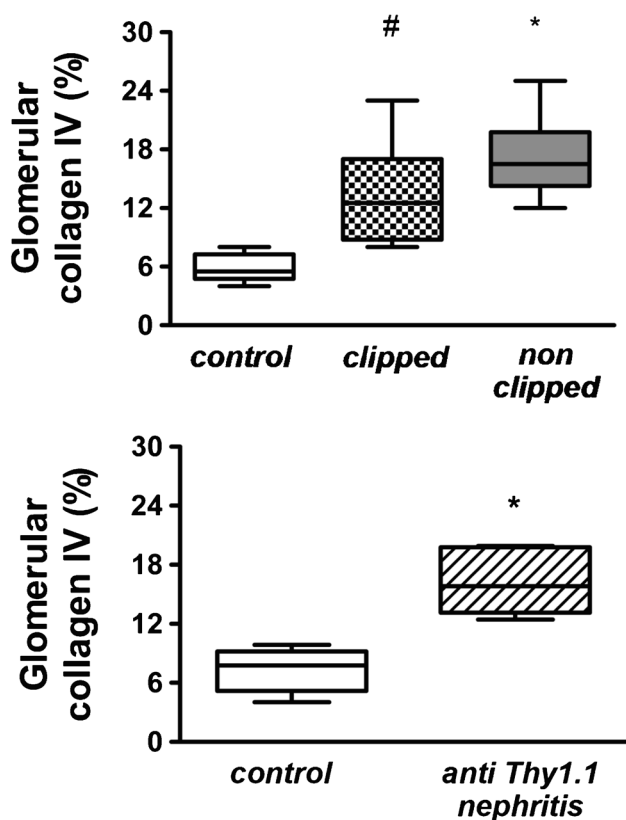 Glomerular
collagen IV (%)
30
24
18
12
6
0
#
*
control
clipped
non
clipped
Glomerular
collagen IV (%)
30
24
18
12
6
0
*
control
anti Thy1.1
nephritis